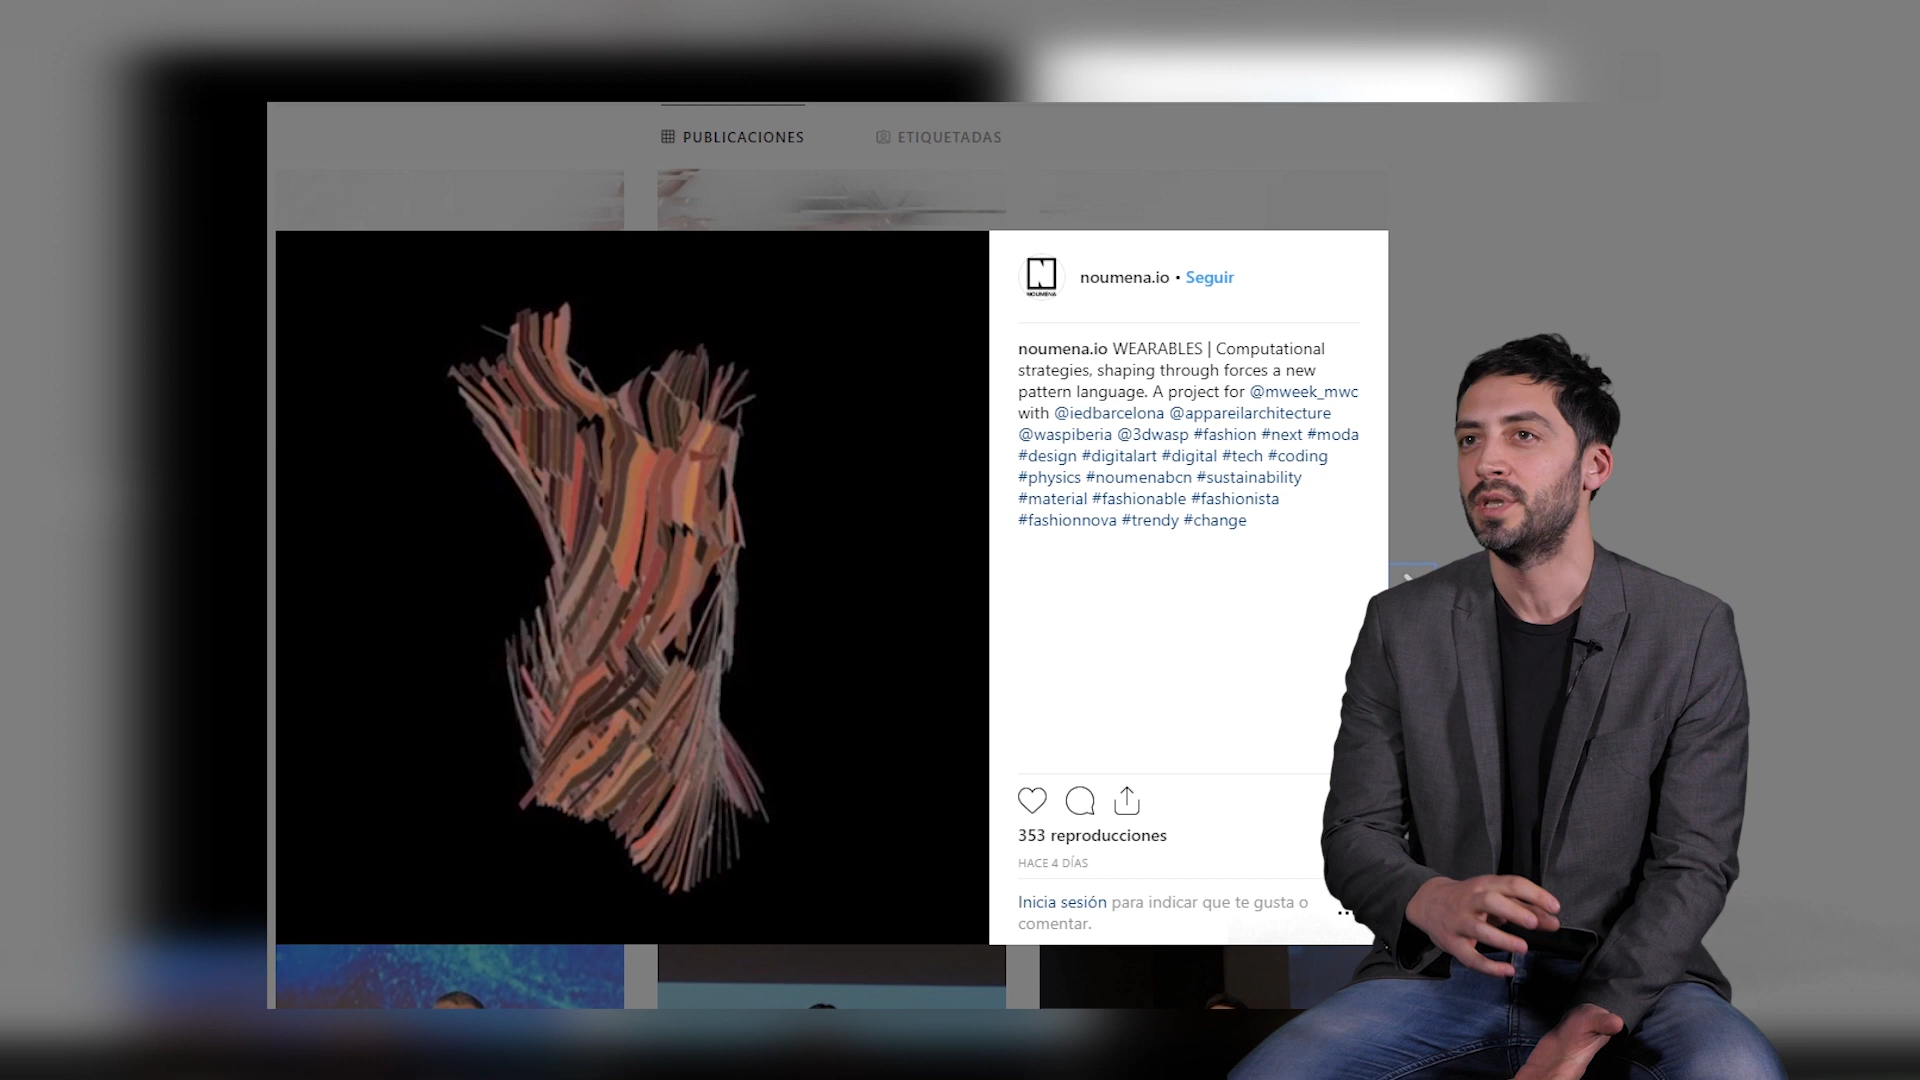 PUBLICACIONES
ETIQUETADAS
NOUMENA
noumena.io • Seguir
noumena.io WEARABLES | Computational
strategies, shaping through forces a new
pattern language. A project for @mweek_mwc
with @iedbarcelona @appareilarchitecture
@waspiberia @3dwasp #fashion #next #moda
#design #digitalart #digital #tech #coding
#physics #noumenabcn #sustainability
#material #fashionable #fashionista
#fashionnova #trendy #change
353 reproducciones
HACE 4 DÍAS
Inicia sesión para indicar que te gusta o
comentar.